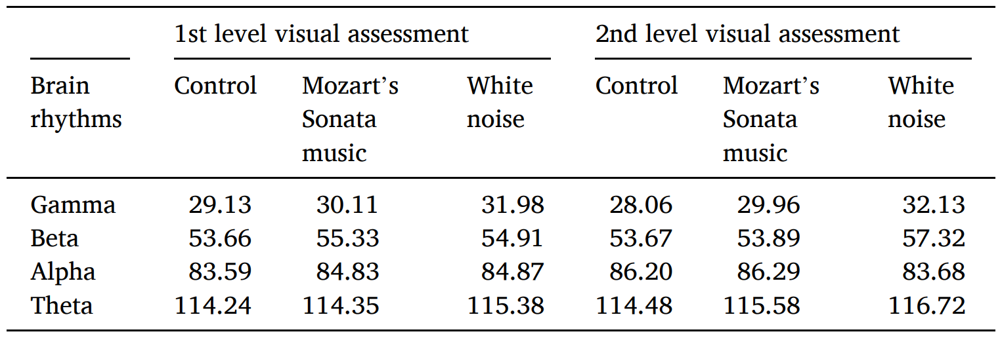 1st level visual assessment 2nd level visual assessment
Brain Control Mozart’s White Control Mozart’s White
rhythms Sonata noise Sonata noise
music music
Gamma 29.13 30.11 31.98 28.06 29.96 32.13
Beta 53.66 55.33 54.91 53.67 53.89 57.32
Alpha 83.59 84.83 84.87 86.20 86.29 83.68
Theta 114.24 114.35 115.38 114.48 115.58 116.72